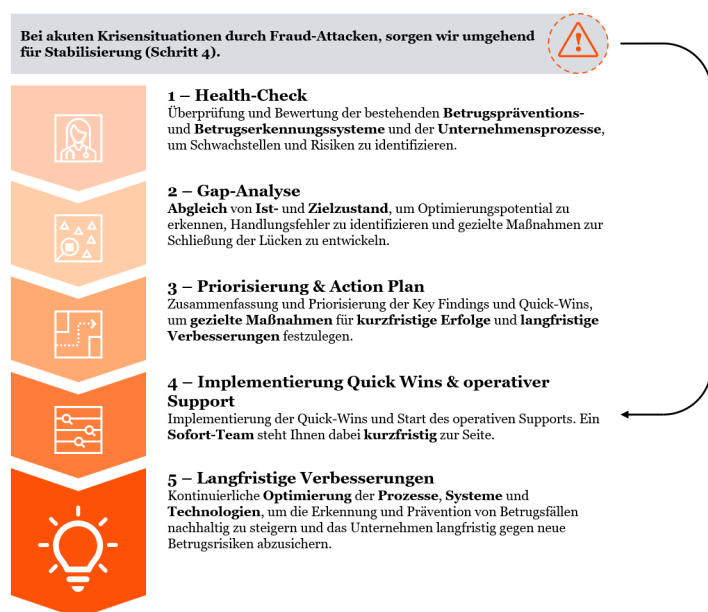 Bei akuten Krisensituationen durch Fraud-Attacken, sorgen wir umgehend
für Stabilisierung (Schritt 4).
1 – Health-Check
Überprüfung und Bewertung der bestehenden Betrugspräventions-
und Betrugserkennungssysteme und der Unternehmensprozesse,
um Schwachstellen und Risiken zu identifizieren.
2 – Gap-Analyse
Abgleich von Ist- und Zielzustand, um Optimierungspotential zu
erkennen, Handlungsfehler zu identifizieren und gezielte Maßnahmen zur
Schließung der Lücken zu entwickeln.
3 – Priorisierung & Action Plan
Zusammenfassung und Priorisierung der Key Findings und Quick-Wins,
um gezielte Maßnahmen für kurzfristige Erfolge und langfristige
Verbesserungen festzulegen.
4 – Implementierung Quick Wins & operativer
Support
Implementierung der Quick-Wins und Start des operativen Supports. Ein
Sofort-Team steht Ihnen dabei kurzfristig zur Seite.
5 – Langfristige Verbesserungen
Kontinuierliche Optimierung der Prozesse, Systeme und
Technologien, um die Erkennung und Prävention von Betrugsfällen
nachhaltig zu steigern und das Unternehmen langfristig gegen neue
Betrugsrisiken abzusichern.